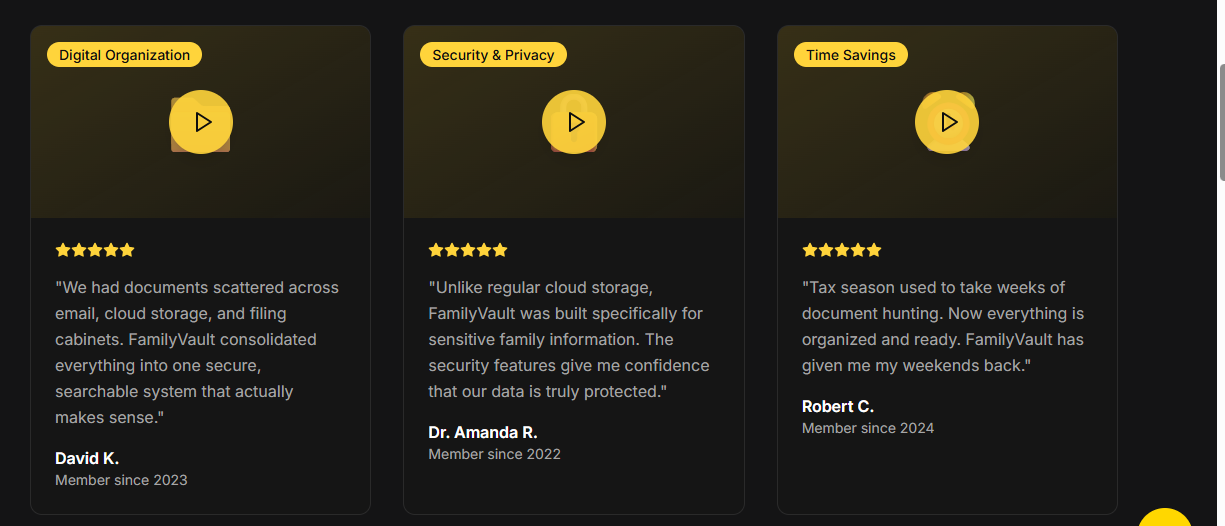 Digital Organization
"We had documents scattered across
email, cloud storage, and filing
cabinets. FamilyVault consolidated
everything into one secure,
searchable system that actually
makes sense."
David K.
Member since 2023
Security & Privacy
"Unlike regular cloud storage,
FamilyVault was built specifically for
sensitive family information. The
security features give me confidence
that our data is truly protected."
Dr. Amanda R.
Member since 2022
Time Savings
"Tax season used to take weeks of
document hunting. Now everything is
organized and ready. FamilyVault has
given me my weekends back."
Robert C.
Member since 2024